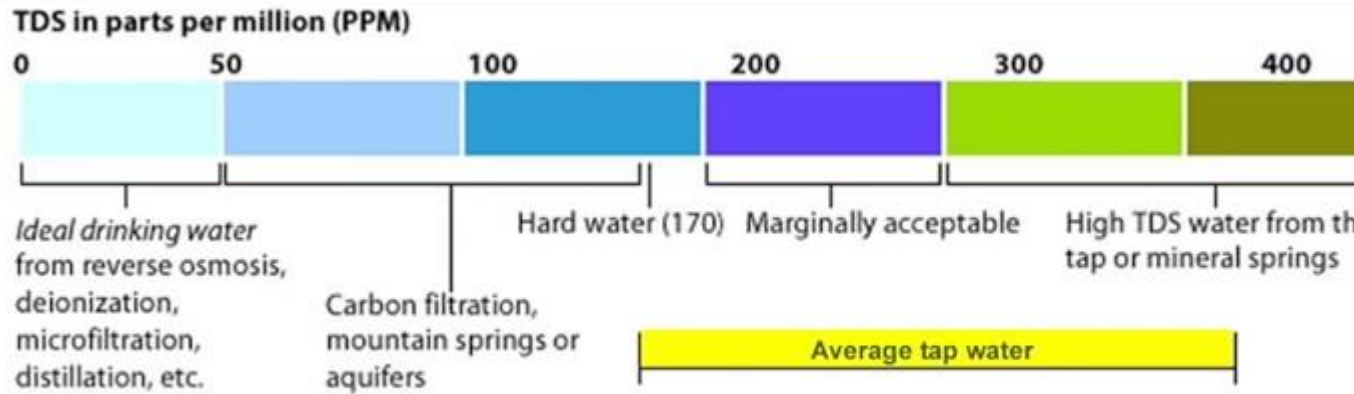 TDS in parts per million (PPM)
0 50 100 200 300 400
Ideal drinking water
from reverse osmosis,
deionization,
microfiltration,
distillation, etc.
Carbon filtration,
mountain springs or
aquifers
Hard water (170)
Marginally acceptable
High TDS water from th
tap or mineral springs
Average tap water